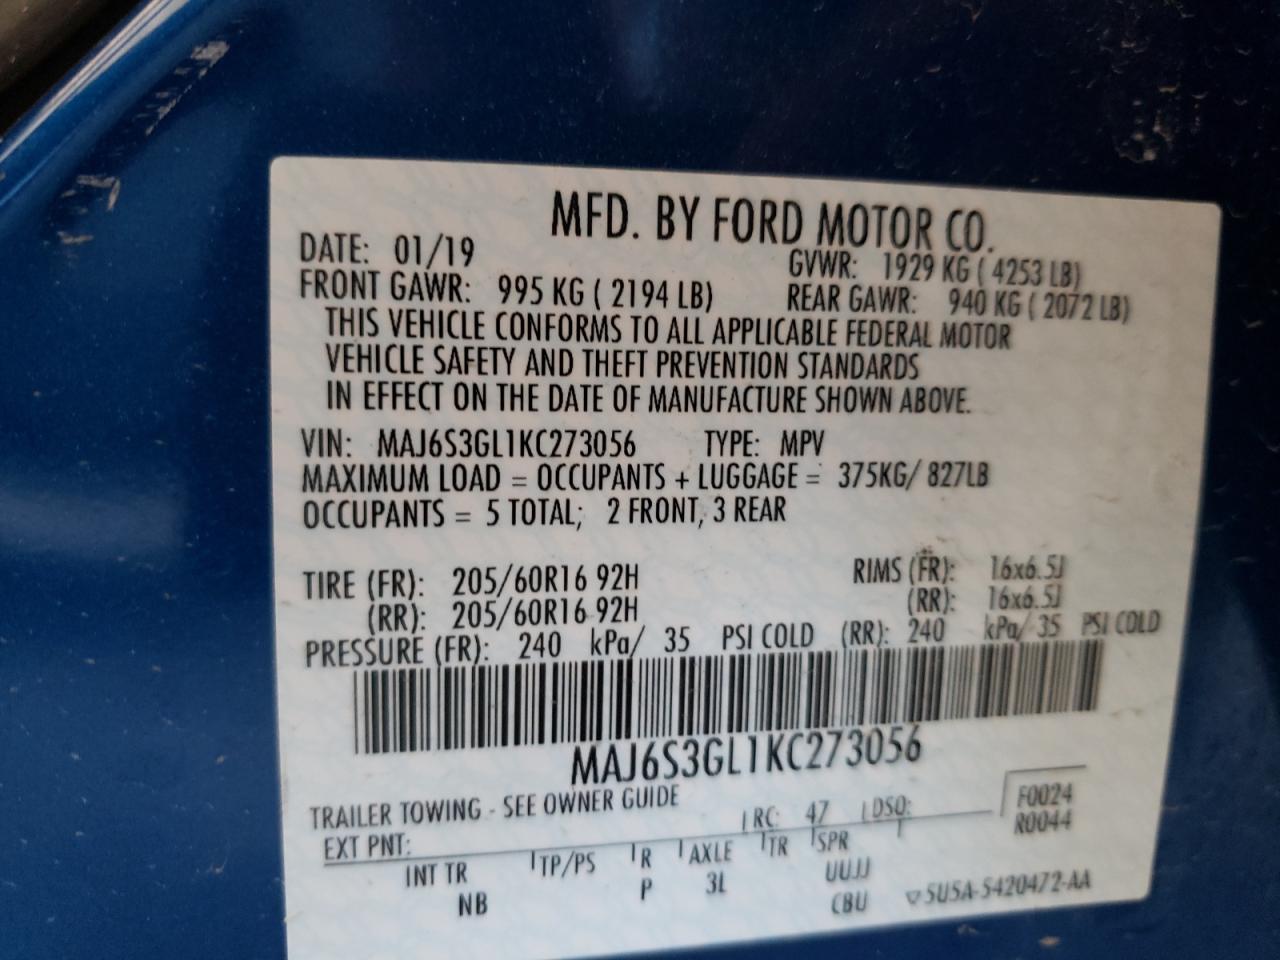 MFD. BY FORD MOTOR CO.
DATE: 01/19 GVWR: 1929 KG ( 4253 LB)
FRONT GAWR: 995 KG ( 2194 LB) REAR GAWR: 940 KG ( 2072 LB)
THIS VEHICLE CONFORMS TO ALL APPLICABLE FEDERAL MOTOR
VEHICLE SAFETY AND THEFT PREVENTION STANDARDS
IN EFFECT ON THE DATE OF MANUFACTURE SHOWN ABOVE.
VIN: MAJ6S3GL1KC273056 TYPE: MPV
MAXIMUM LOAD = OCCUPANTS + LUGGAGE = 375KG/ 827LB
OCCUPANTS = 5 TOTAL; 2 FRONT, 3 REAR
TIRE (FR): 205/60R16 92H RIMS (FR): 16x6.5J
(RR): 205/60R16 92H (RR): 16x6.5J
PRESSURE (FR): 240 kPa/ 35 PSI COLD (RR): 240 kPa/ 35 PSI COLD
MAJ6S3GL1KC273056
TRAILER TOWING - SEE OWNER GUIDE
EXT PNT: RC: 47 DSO: F0024
R0044
INT TR TP/PS R AXLE TR SPR
NB P 3L UUJJ
CBU ▽ 5U5A-5420472-AA